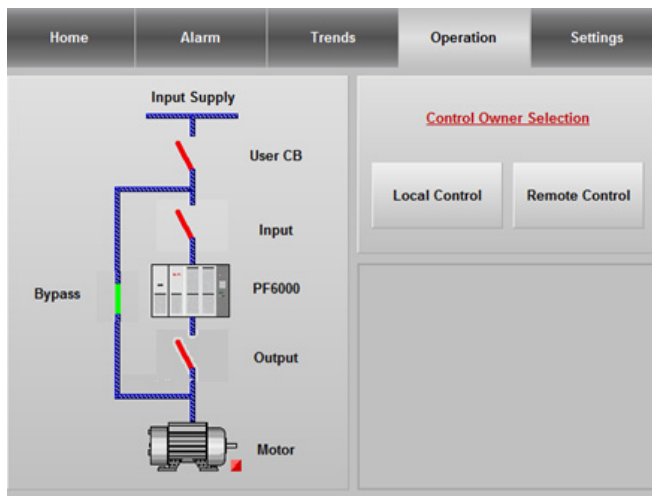 Home Alarm Trends Operation Settings
Input Supply
User CB
Input
Bypass
PF6000
Output
Motor
Control Owner Selection
Local Control Remote Control